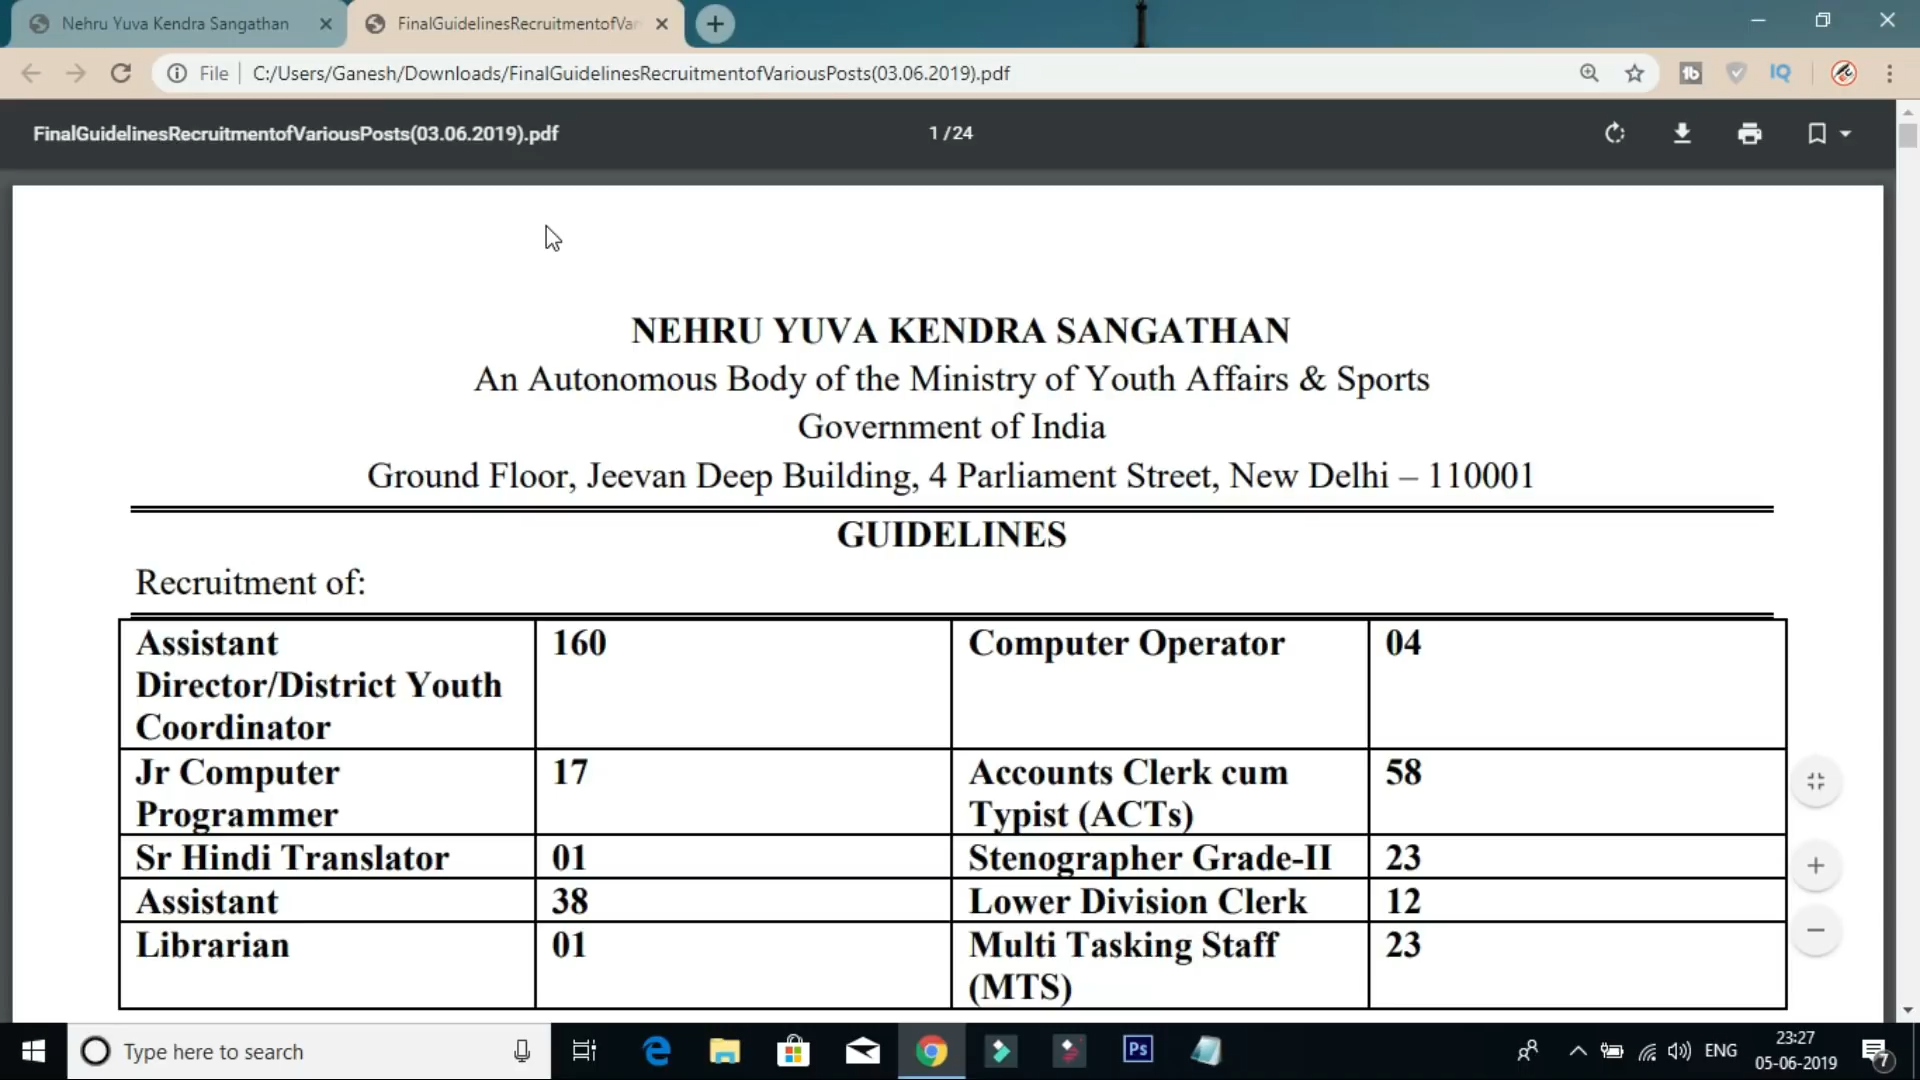 Nehru Yuva Kendra Sangathan
FinalGuidelinesRecruitmentofVar
File
C:/Users/Ganesh/Downloads/FinalGuidelinesRecruitmentofVariousPosts(03.06.2019).pdf
IQ
FinalGuidelinesRecruitmentofVariousPosts(03.06.2019).pdf
1 / 24
NEHRU YUVA KENDRA SANGATHAN
An Autonomous Body of the Ministry of Youth Affairs & Sports
Government of India
Ground Floor, Jeevan Deep Building, 4 Parliament Street, New Delhi – 110001
GUIDELINES
Recruitment of:
Assistant Director/District Youth Coordinator 160 Computer Operator 04
Jr Computer Programmer 17 Accounts Clerk cum Typist (ACTs) 58
Sr Hindi Translator 01 Stenographer Grade-II 23
Assistant 38 Lower Division Clerk 12
Librarian 01 Multi Tasking Staff (MTS) 23
Type here to search
Ps
ENG
23:27
05-06-2019
7